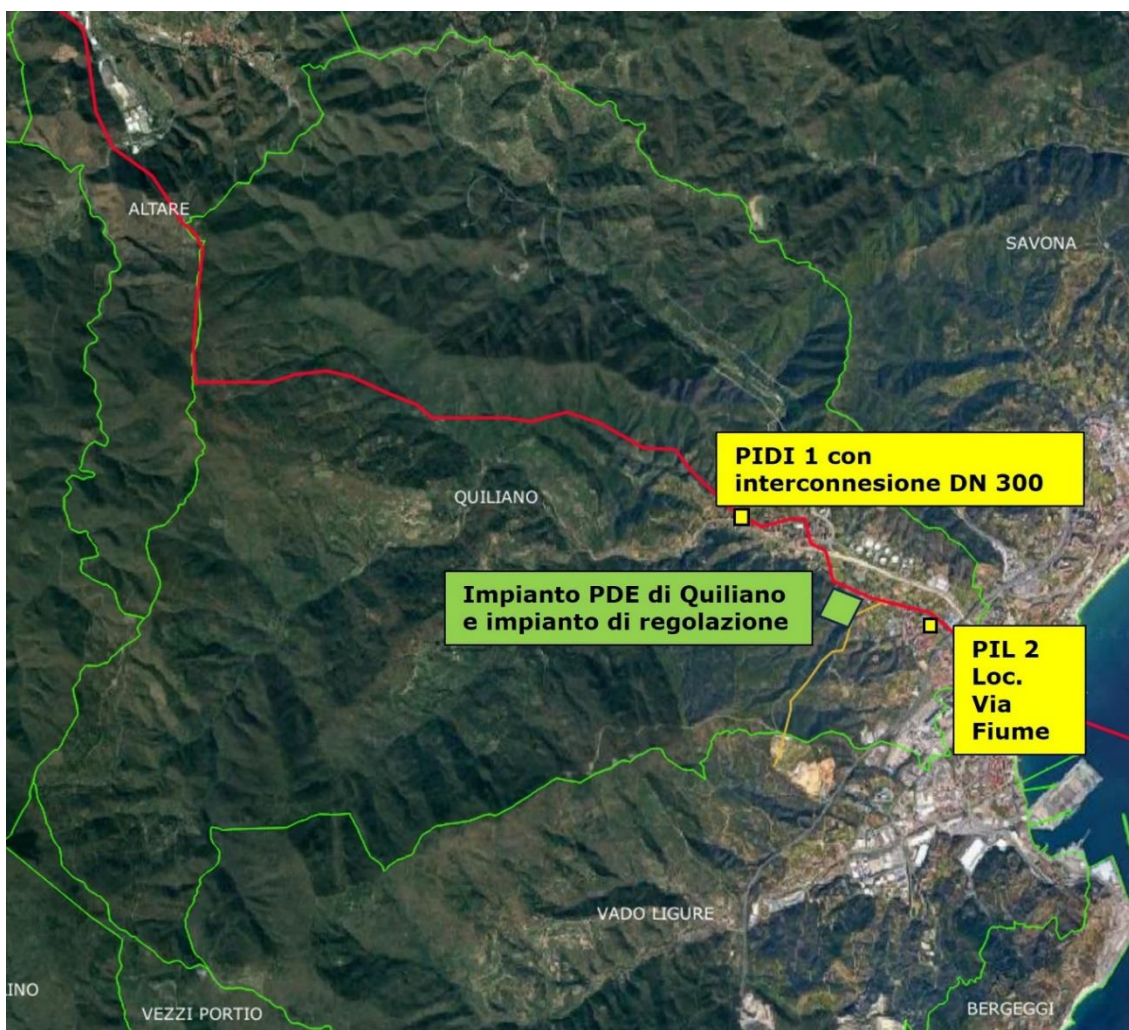 ALTARE
SAVONA
PIDI 1 con
interconnesione DN 300
QUILIANO
Impianto PDE di Quiliano
e impianto di regolazione
PIL 2
Loc.
Via
Fiume
VADO LIGURE
INO
VEZZI PORTIO
BERGEGGI